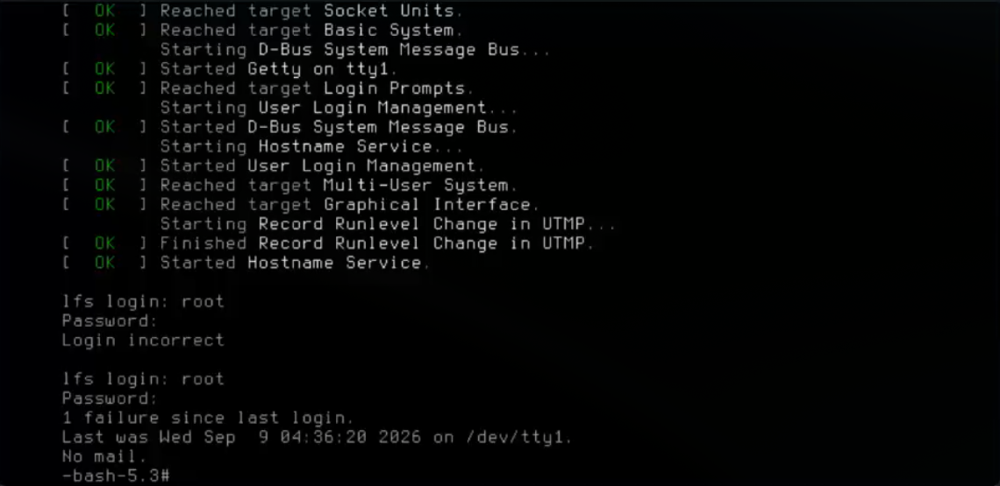 [  OK  ] Reached target Socket Units.
[  OK  ] Reached target Basic System.
         Starting D-Bus System Message Bus...
[  OK  ] Started Getty on tty1.
[  OK  ] Reached target Login Prompts.
         Starting User Login Management...
[  OK  ] Started D-Bus System Message Bus.
         Starting Hostname Service...
[  OK  ] Started User Login Management.
[  OK  ] Reached target Multi-User System.
[  OK  ] Reached target Graphical Interface.
         Starting Record Runlevel Change in UTMP...
[  OK  ] Finished Record Runlevel Change in UTMP.
[  OK  ] Started Hostname Service.
lfs login: root
Password:
Login incorrect
lfs login: root
Password:
1 failure since last login.
Last was Wed Sep  9 04:36:20 2026 on /dev/tty1.
No mail.
-bash-5.3#